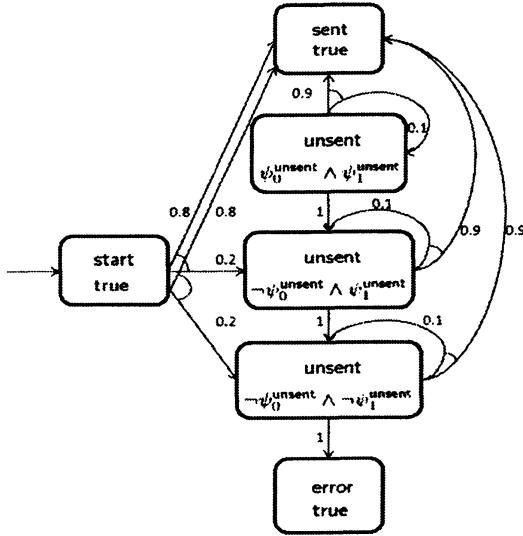 sent
true
0.9
0.1
unsent
ψ₀^unsent ∧ ψ₁^unsent
0.8
0.8
1
0.1
0.9
0.9
start
true
0.2
unsent
¬ψ₀^unsent ∧ ψ₁^unsent
0.2
1
0.1
unsent
¬ψ₀^unsent ∧ ¬ψ₁^unsent
1
error
true